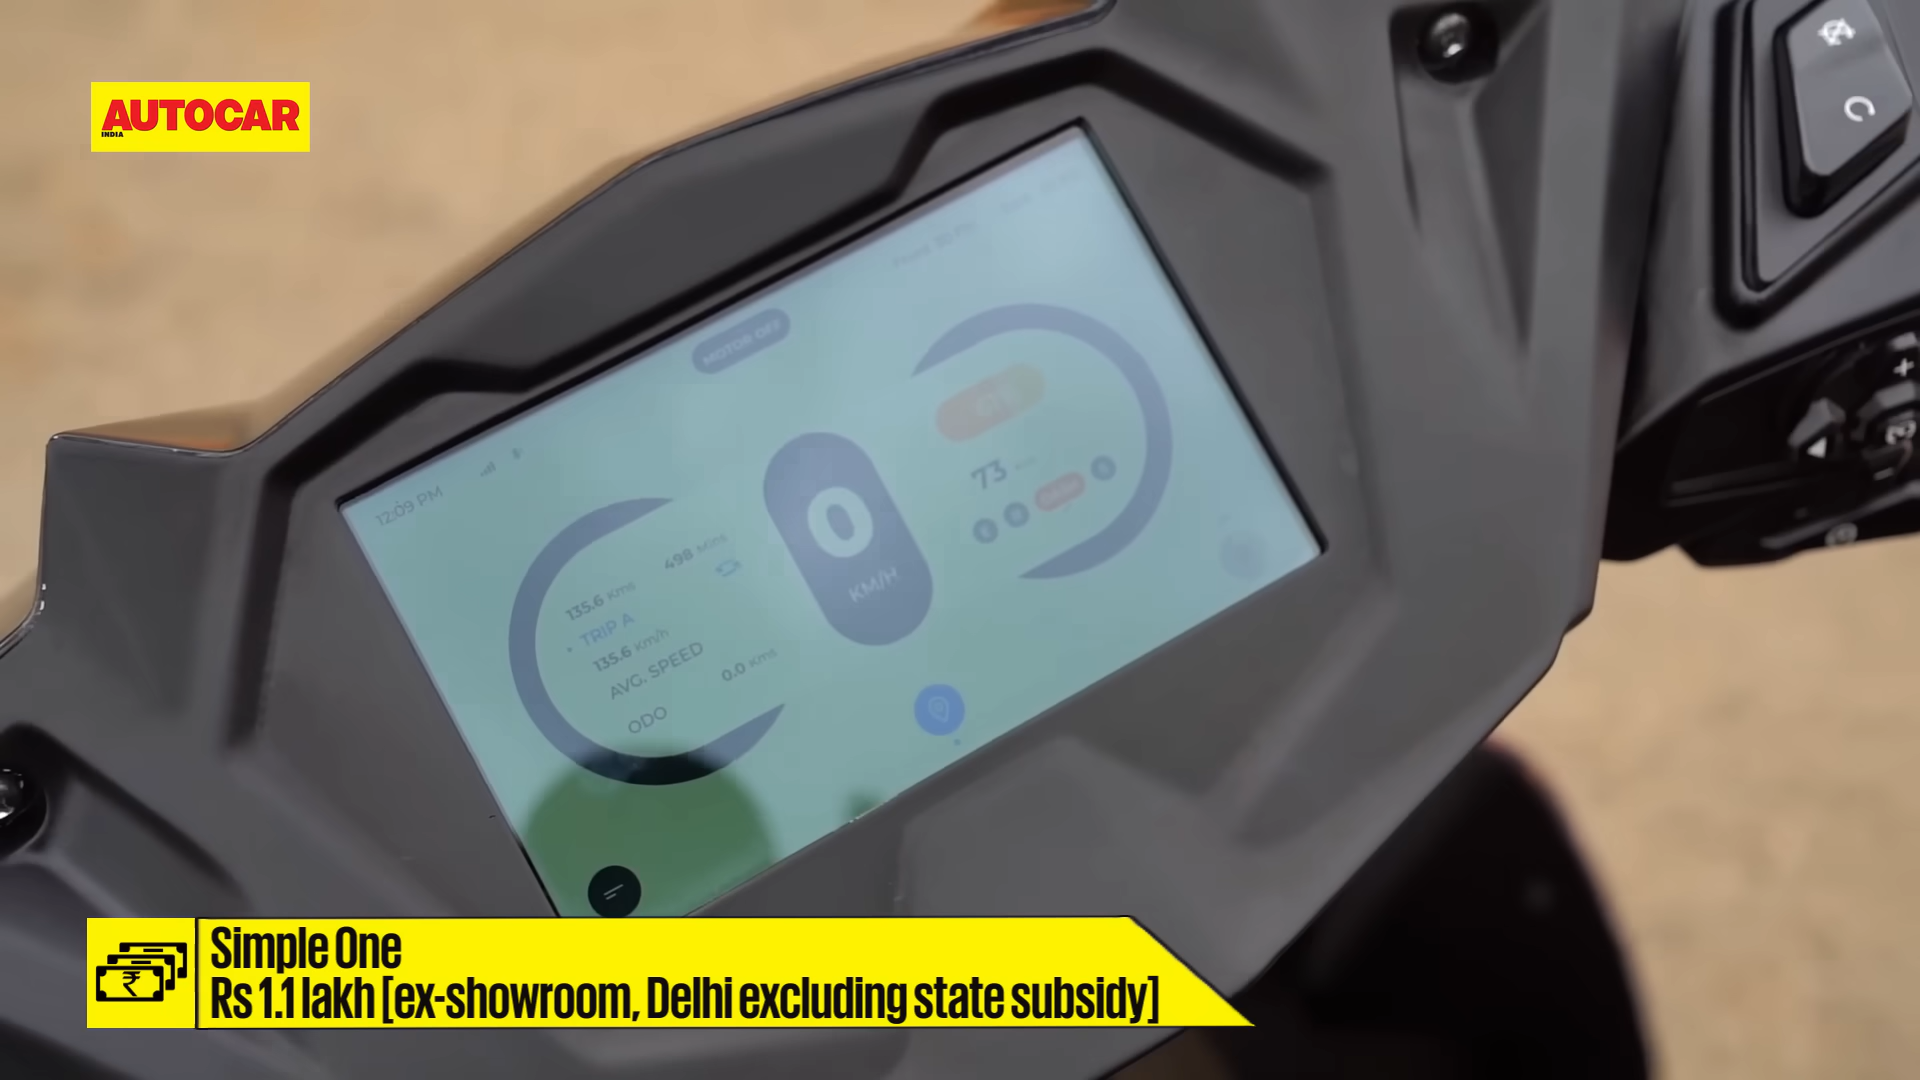 AUTOCAR
INDIA
MOTOR OFF
12:09 PM
0
KM/H
73
135.6 Kms
498 Mins
TRIP A
135.6 Km/h
AVG. SPEED
0.0 Kms
ODO
Simple One
Rs 1.1 lakh [ex-showroom, Delhi excluding state subsidy]